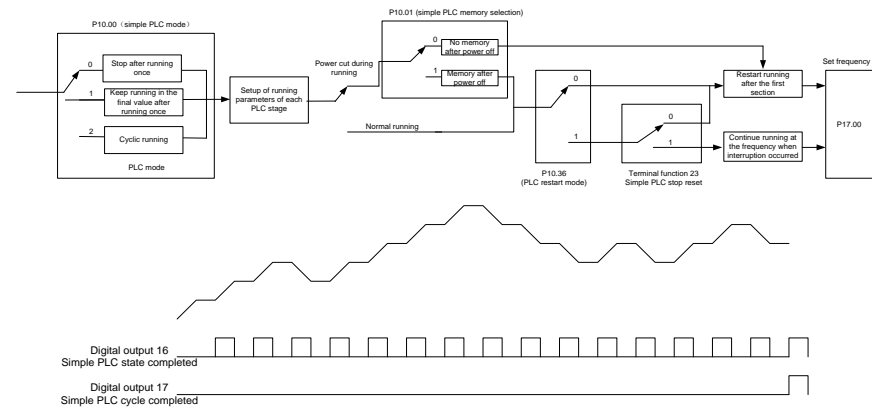 P10.00（simple PLC mode）
0
Stop after running
once
1
Keep running in the
final value after
running once
2
Cyclic running
PLC mode
Setup of running
parameters of each
PLC stage
Power cut during
running
Normal running
P10.01 (simple PLC memory selection)
0
No memory
after power off
1
Memory after
power off
0
1
P10.36
(PLC restart mode)
0
1
Terminal function 23
Simple PLC stop reset
Restart running
after the first
section
Continue running at
the frequency when
interruption occurred
Set frequency
P17.00
Digital output 16
Simple PLC state completed
Digital output 17
Simple PLC cycle completed